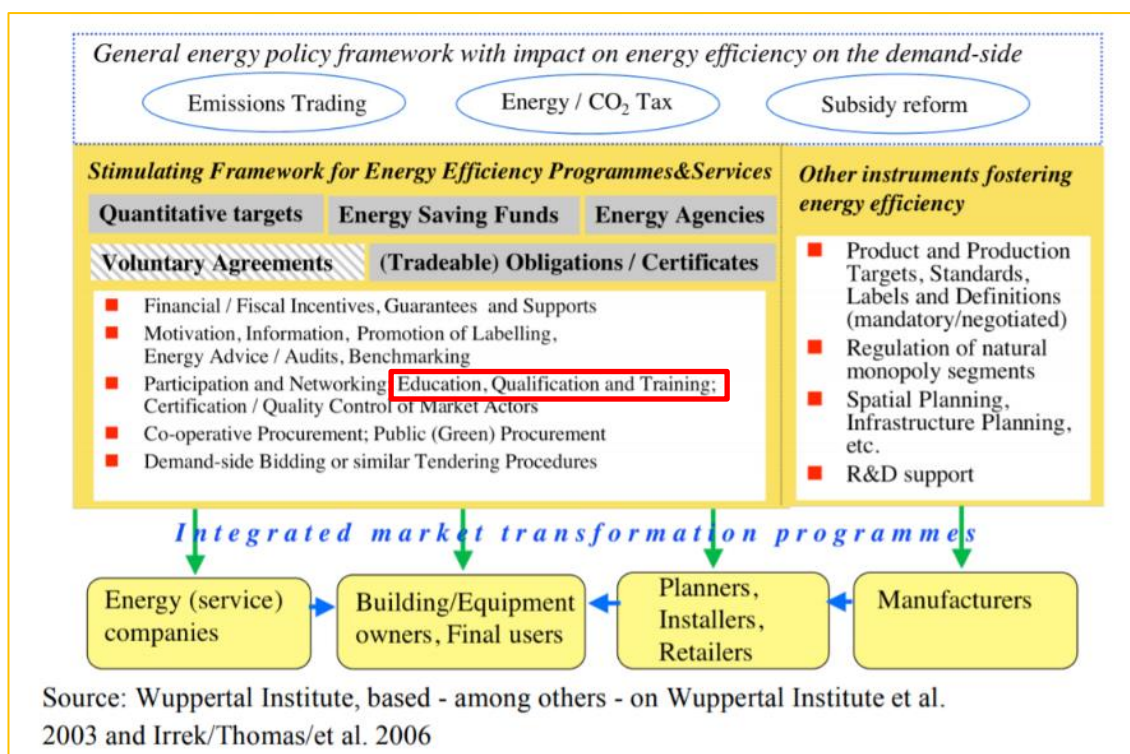 General energy policy framework with impact on energy efficiency on the demand-side
Emissions Trading
Energy / CO₂ Tax
Subsidy reform
Stimulating Framework for Energy Efficiency Programmes&Services
Quantitative targets
Energy Saving Funds
Energy Agencies
Voluntary Agreements
(Tradeable) Obligations / Certificates
Financial / Fiscal Incentives, Guarantees and Supports
Motivation, Information, Promotion of Labelling,
Energy Advice / Audits, Benchmarking
Participation and Networking Education, Qualification and Training;
Certification / Quality Control of Market Actors
Co-operative Procurement; Public (Green) Procurement
Demand-side Bidding or similar Tendering Procedures
Other instruments fostering
energy efficiency
Product and Production
Targets, Standards,
Labels and Definitions
(mandatory/negotiated)
Regulation of natural
monopoly segments
Spatial Planning,
Infrastructure Planning,
etc.
R&D support
Integrated market transformation programmes
Energy (service)
companies
Building/Equipment
owners, Final users
Planners,
Installers,
Retailers
Manufacturers
Source: Wuppertal Institute, based - among others - on Wuppertal Institute et al.
2003 and Irrek/Thomas/et al. 2006